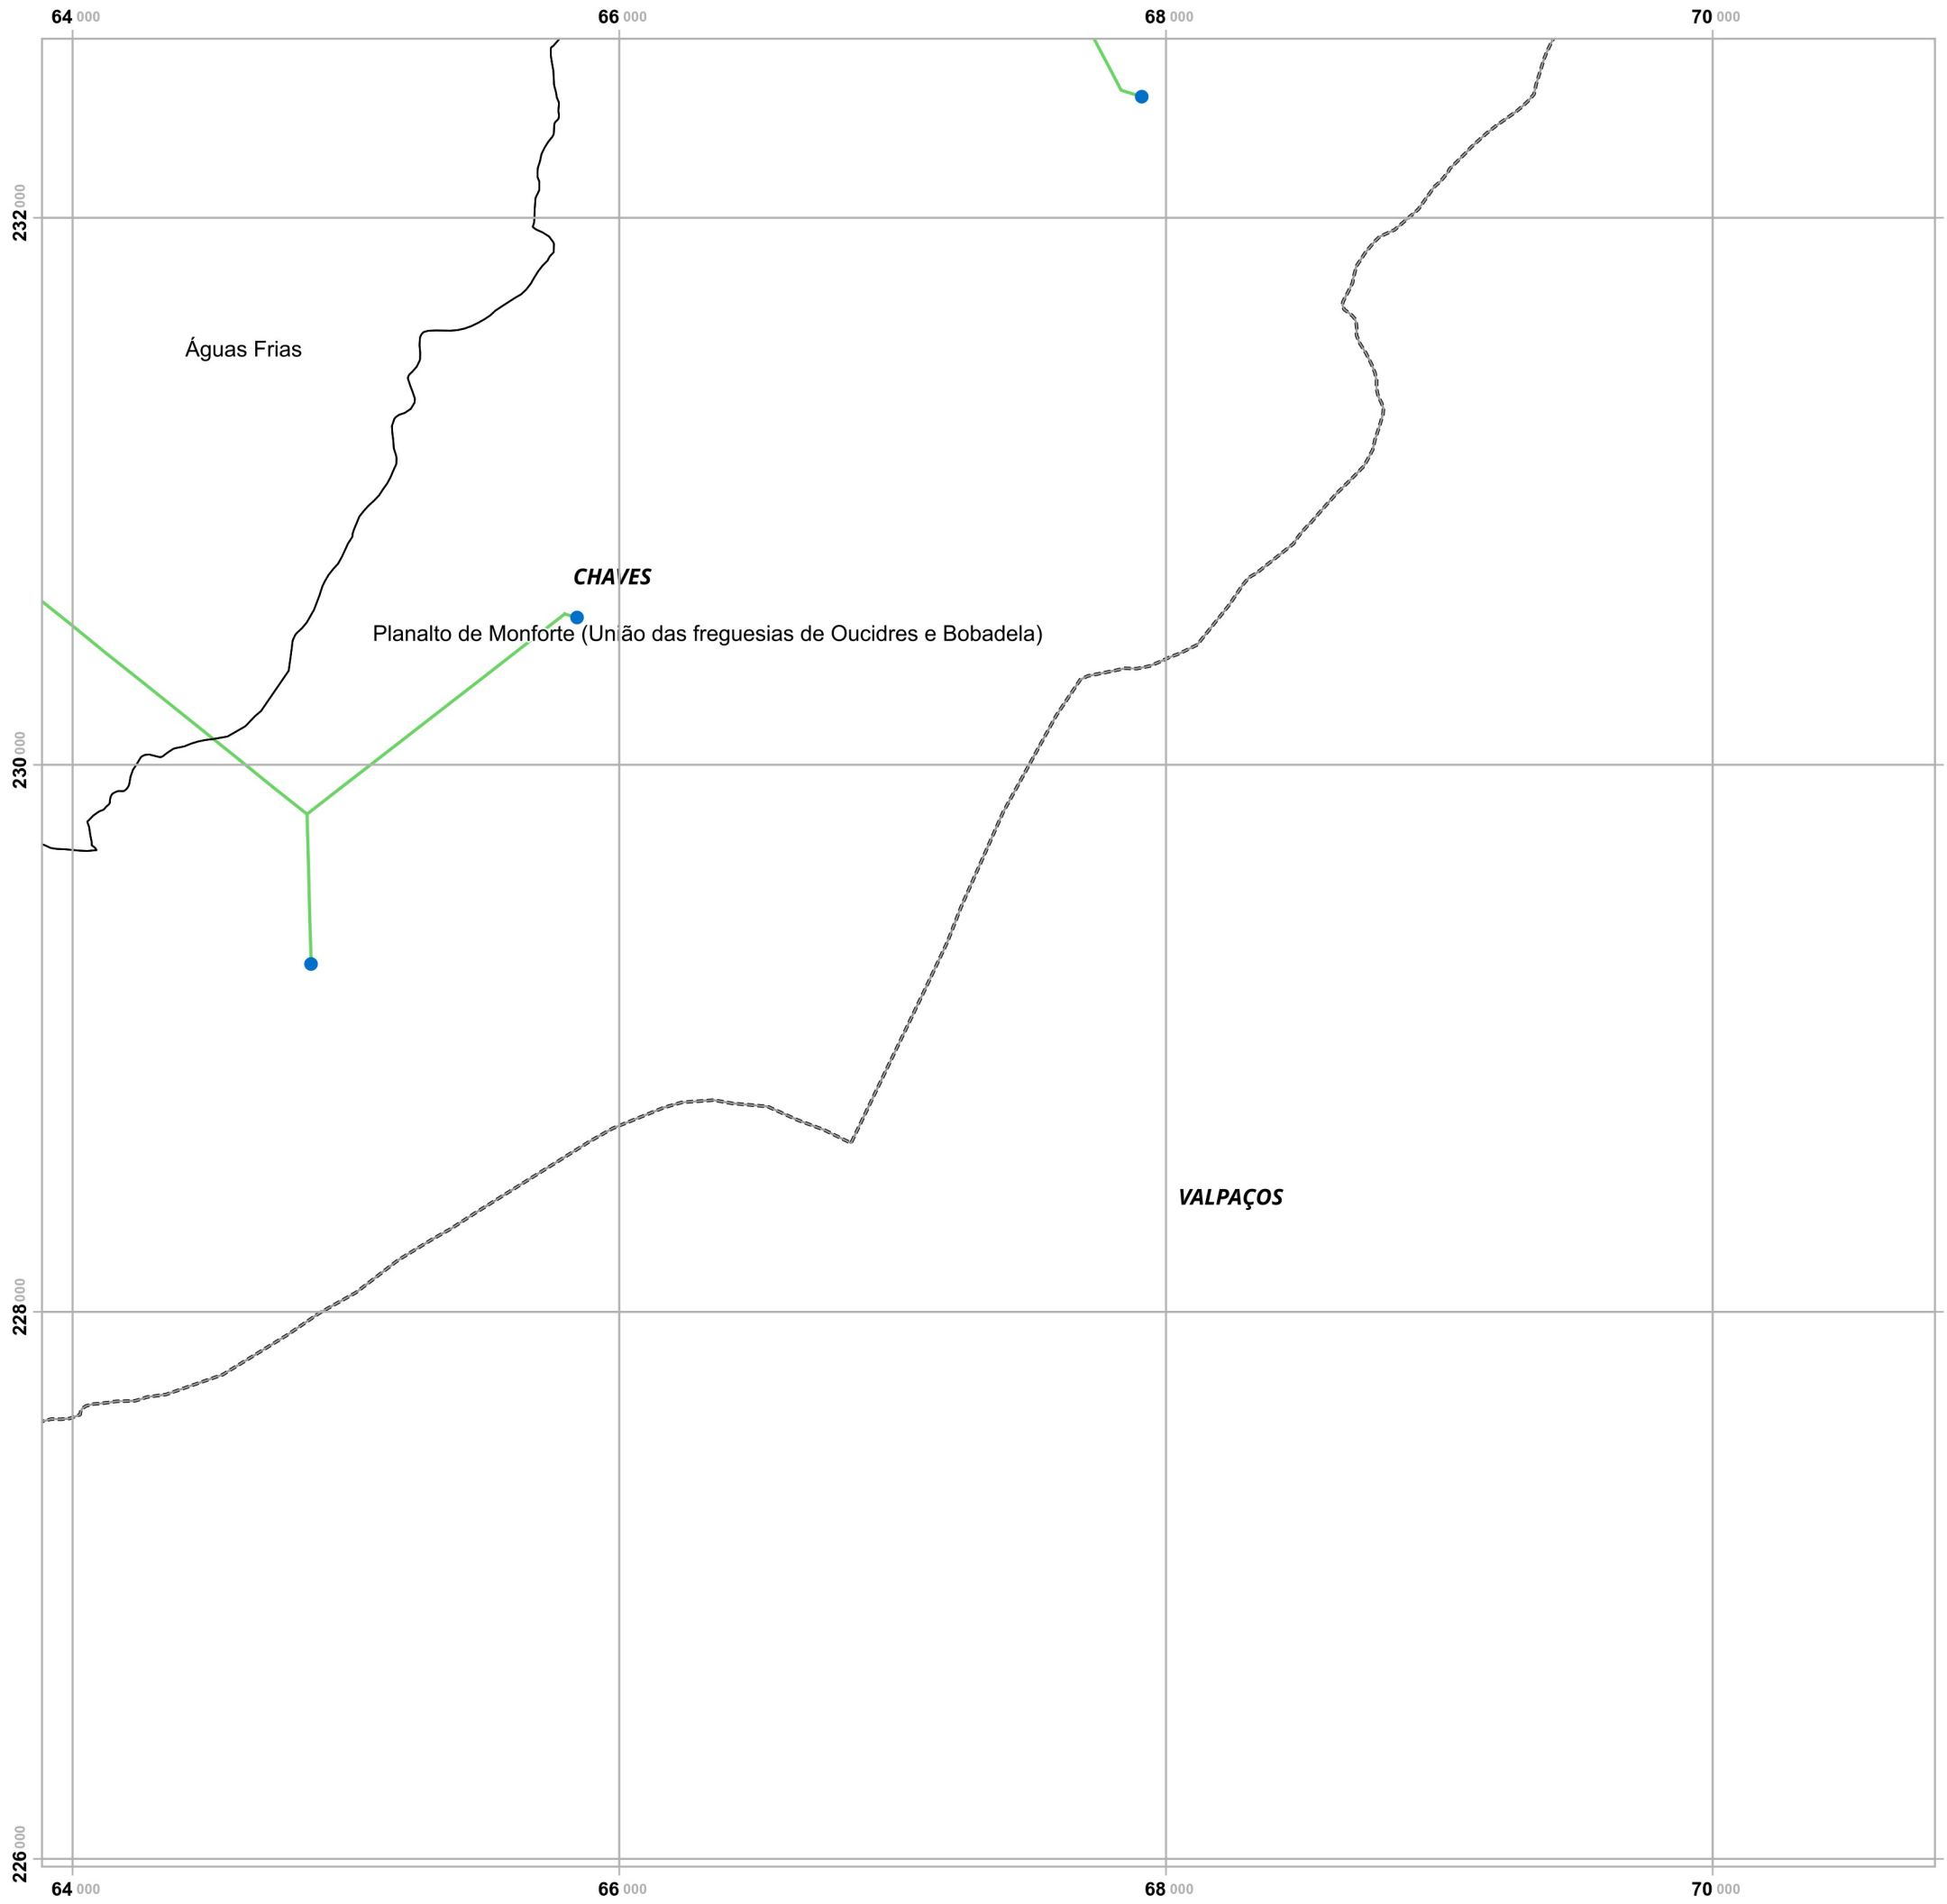 64 000 66 000 68 000 70 000
232 000
Águas Frias
CHAVES
Planalto de Monforte (União das freguesias de Oucidres e Bobadela)
230 000
VALPAÇOS
228 000
226 000
64 000 66 000 68 000 70 000